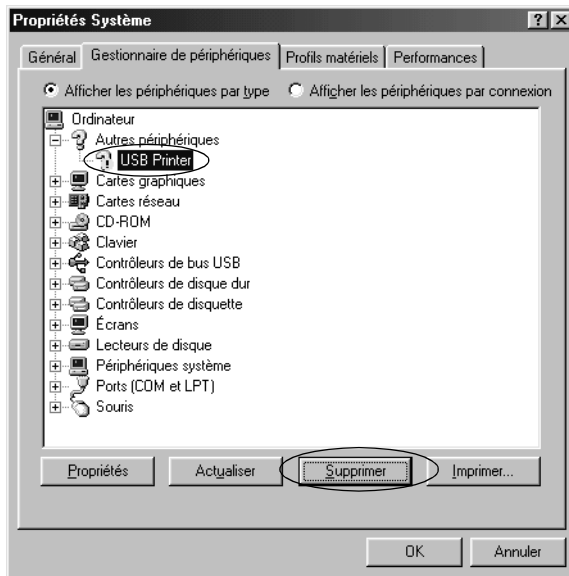 Propriétés Système
Général Gestionnaire de périphériques Profils matériels Performances
Afficher les périphériques par type Afficher les périphériques par connexion
Ordinateur
Autres périphériques
USB Printer
Cartes graphiques
Cartes réseau
CD-ROM
Clavier
Contrôleurs de bus USB
Contrôleurs de disque dur
Contrôleurs de disquette
Écrans
Lecteurs de disque
Périphériques système
Ports (COM et LPT)
Souris
Propriétés Actualiser Supprimer Imprimer...
OK Annuler